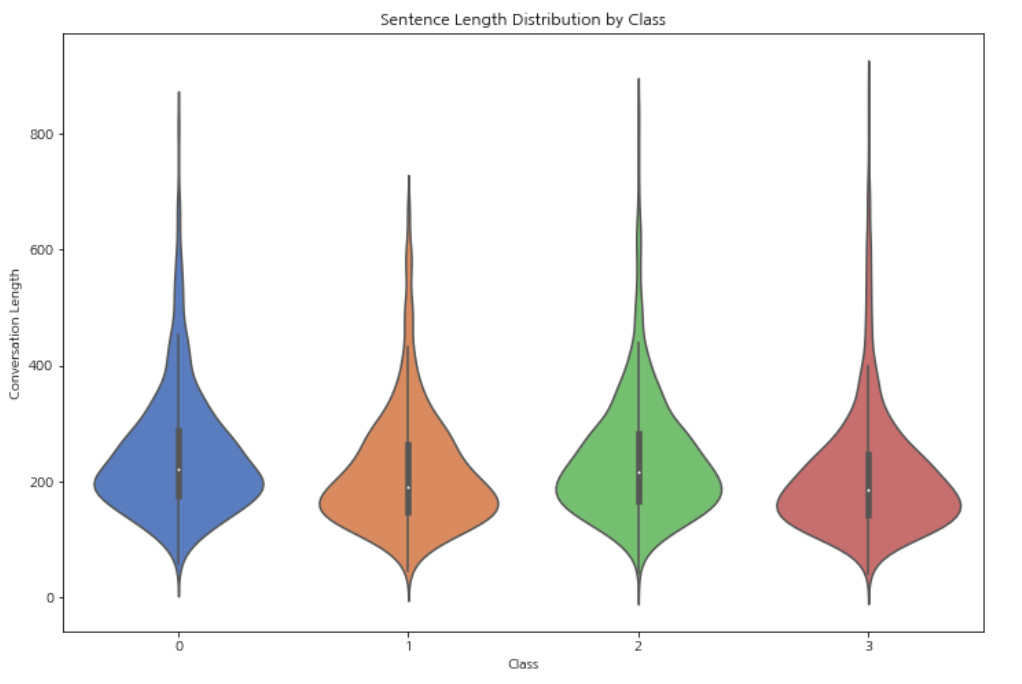 Sentence Length Distribution by Class
Conversation Length
800
600
400
200
0
0 1 2 3
Class